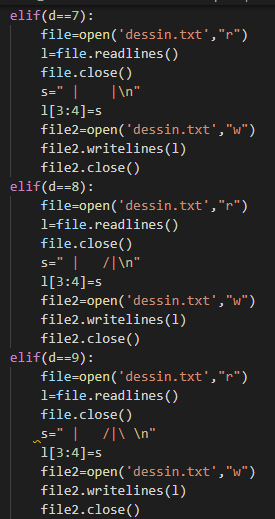 elif(d==7):
    file=open('dessin.txt',"r")
    l=file.readlines()
    file.close()
    s=" |    |\n"
    l[3:4]=s
    file2=open('dessin.txt',"w")
    file2.writelines(l)
    file2.close()
elif(d==8):
    file=open('dessin.txt',"r")
    l=file.readlines()
    file.close()
    s=" |   /|\n"
    l[3:4]=s
    file2=open('dessin.txt',"w")
    file2.writelines(l)
    file2.close()
elif(d==9):
    file=open('dessin.txt',"r")
    l=file.readlines()
    file.close()
    s=" |   /|\ \n"
    l[3:4]=s
    file2=open('dessin.txt',"w")
    file2.writelines(l)
    file2.close()